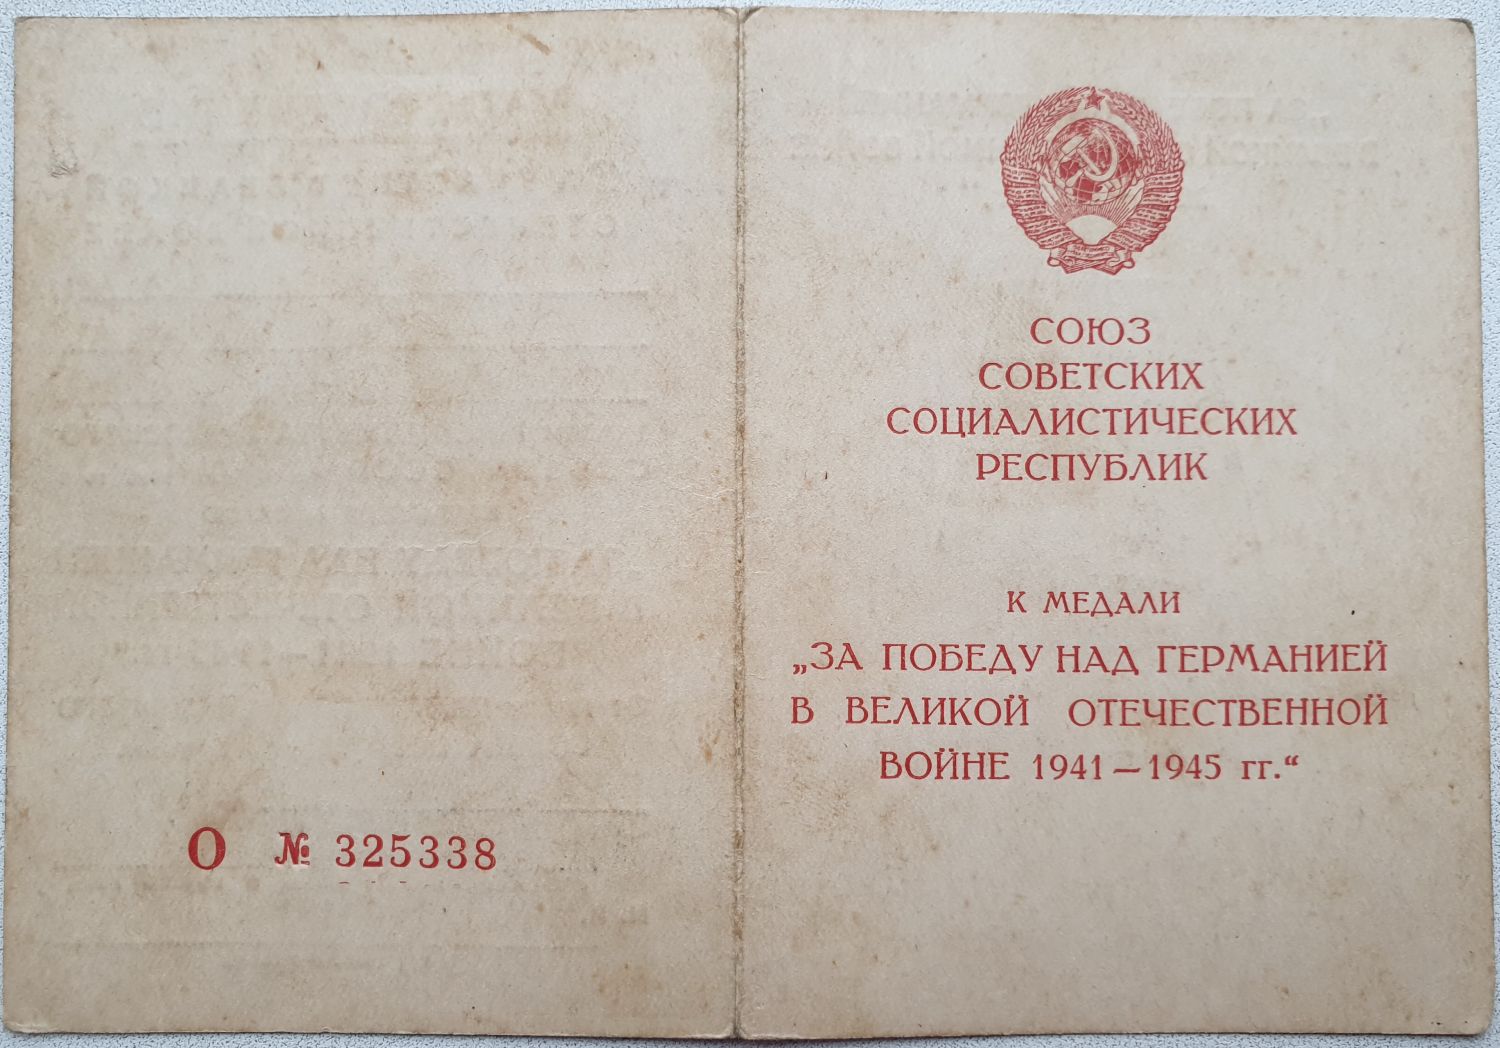 О № 325338
СОЮЗ
СОВЕТСКИХ
СОЦИАЛИСТИЧЕСКИХ
РЕСПУБЛИК
К МЕДАЛИ
„ЗА ПОБЕДУ НАД ГЕРМАНИЕЙ
В ВЕЛИКОЙ ОТЕЧЕСТВЕННОЙ
ВОЙНЕ 1941—1945 гг.“